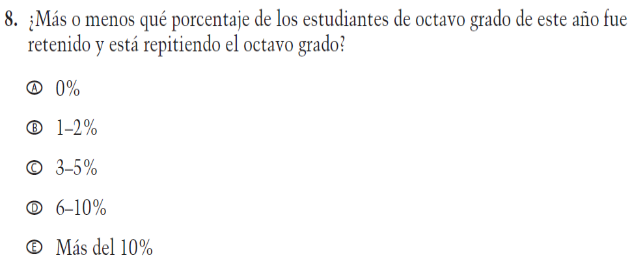 8. ¿Más o menos qué porcentaje de los estudiantes de octavo grado de este año fue
retenido y está repitiendo el octavo grado?
Ⓐ 0%
Ⓑ 1–2%
Ⓒ 3–5%
Ⓓ 6–10%
Ⓔ Más del 10%